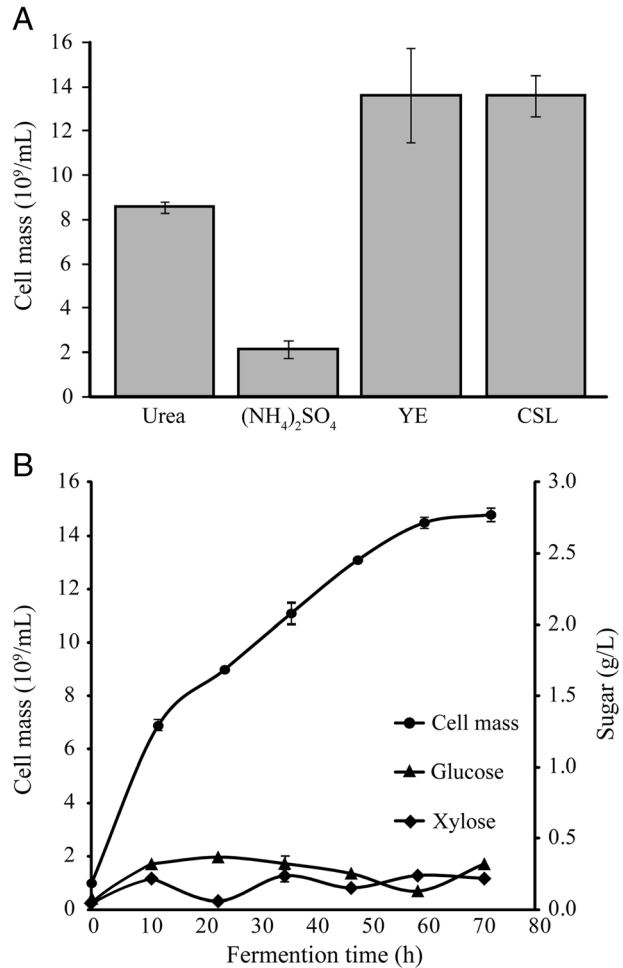 A
16
14
12
10
8
6
4
2
0
Cell mass (10⁹/mL)
Urea
(NH₄)₂SO₄
YE
CSL
B
16
14
12
10
8
6
4
2
0
Cell mass (10⁹/mL)
3.0
2.5
2.0
1.5
1.0
0.5
0.0
Sugar (g/L)
Cell mass
Glucose
Xylose
0 10 20 30 40 50 60 70 80
Fermention time (h)